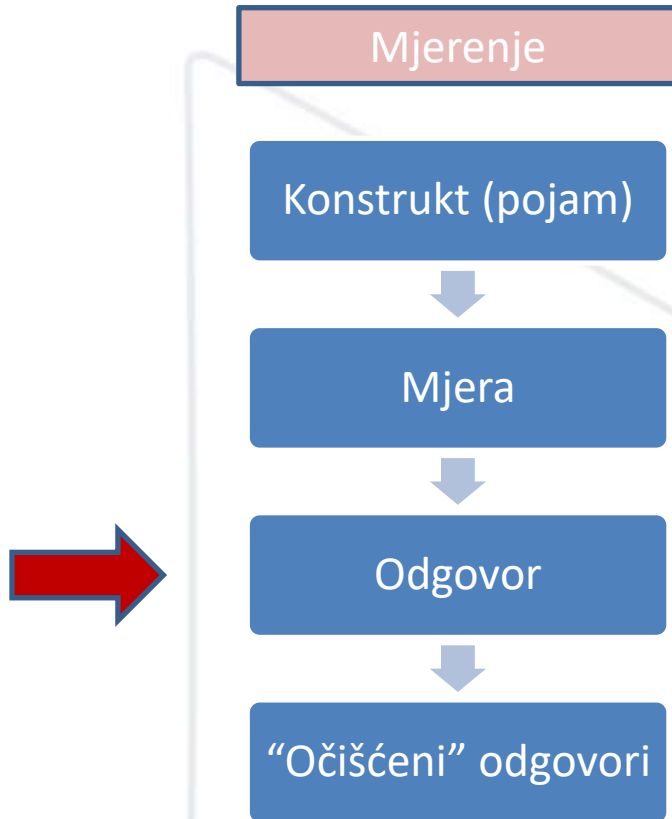 Mjerenje
Konstrukt (pojam)
Mjera
Odgovor
“Očišćeni” odgovori